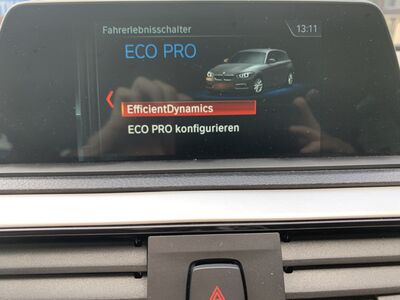 Fahrerlebnisschalter 13:11
ECO PRO
EfficientDynamics
ECO PRO konfigurieren